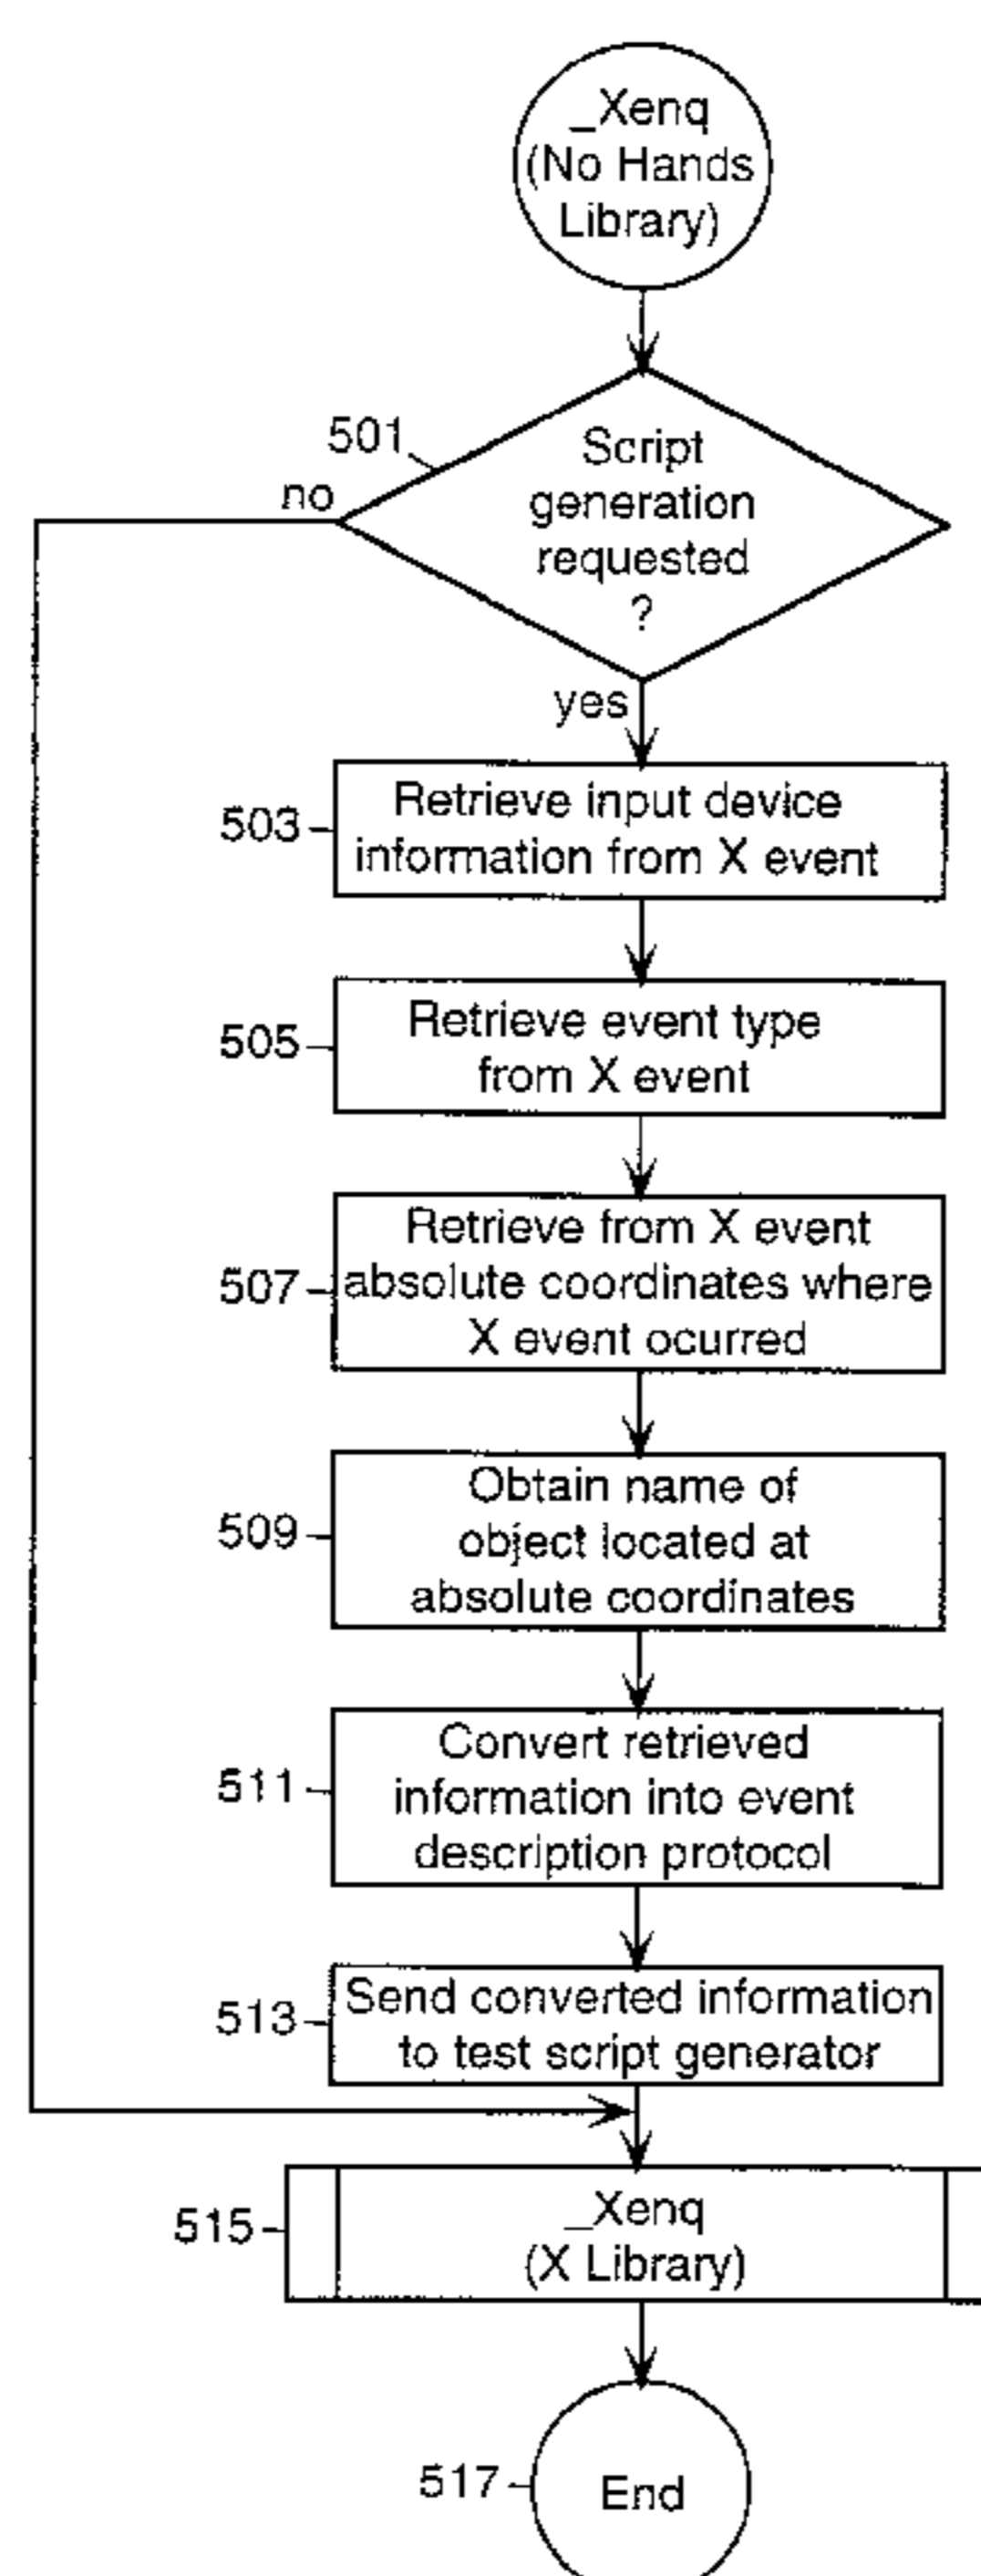 _Xenq
(No Hands
Library)
501
Script
generation
requested
?
no
yes
503
Retrieve input device
information from X event
505
Retrieve event type
from X event
507
Retrieve from X event
absolute coordinates where
X event ocurred
509
Obtain name of
object located at
absolute coordinates
511
Convert retrieved
information into event
description protocol
513
Send converted information
to test script generator
515
_Xenq
(X Library)
517
End